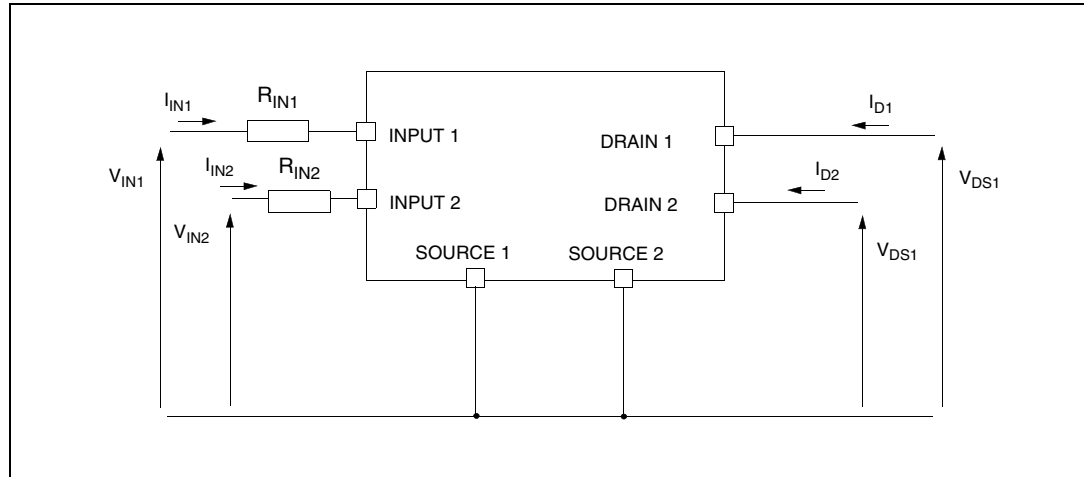 I_IN1
R_IN1
INPUT 1
V_IN1
I_IN2
R_IN2
INPUT 2
V_IN2
SOURCE 1
SOURCE 2
DRAIN 1
I_D1
V_DS1
DRAIN 2
I_D2
V_DS1